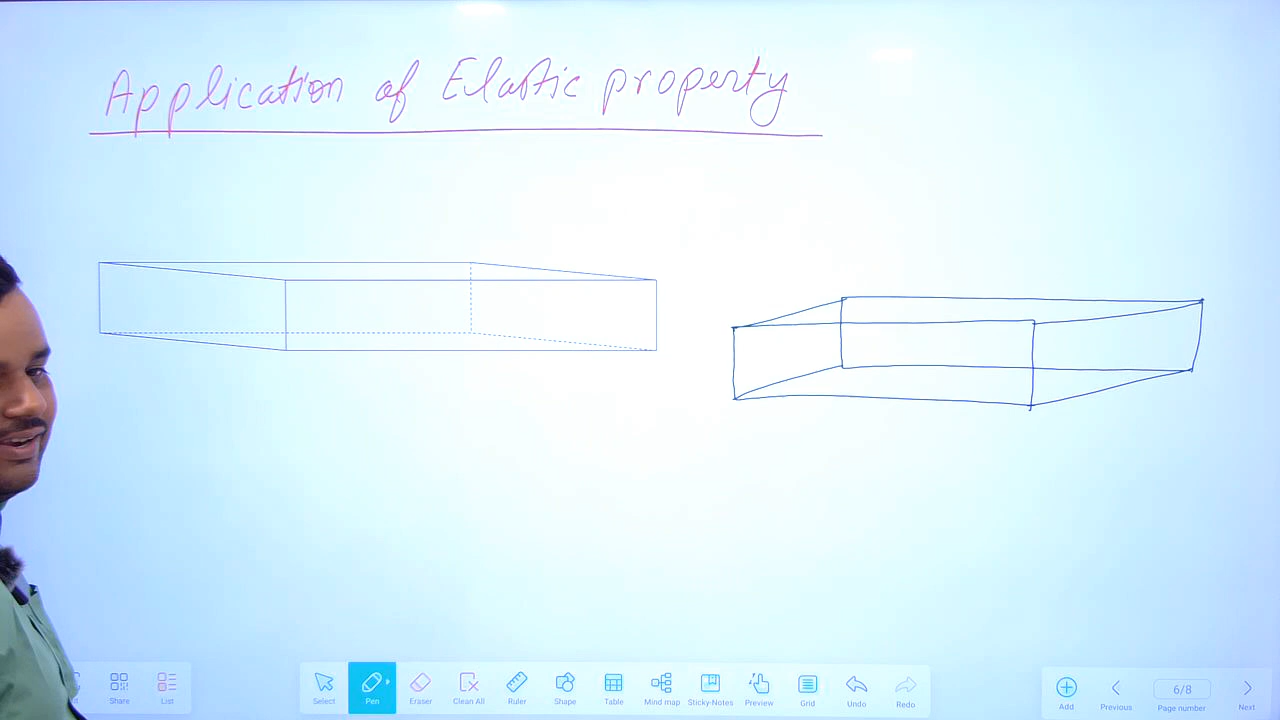 Application of Elastic property
Share
List
Select
Pen
Eraser
Clean All
Ruler
Shape
Table
Mind map
Sticky-Notes
Preview
Grid
Undo
Redo
Add
Previous
6/8
Page number
Next